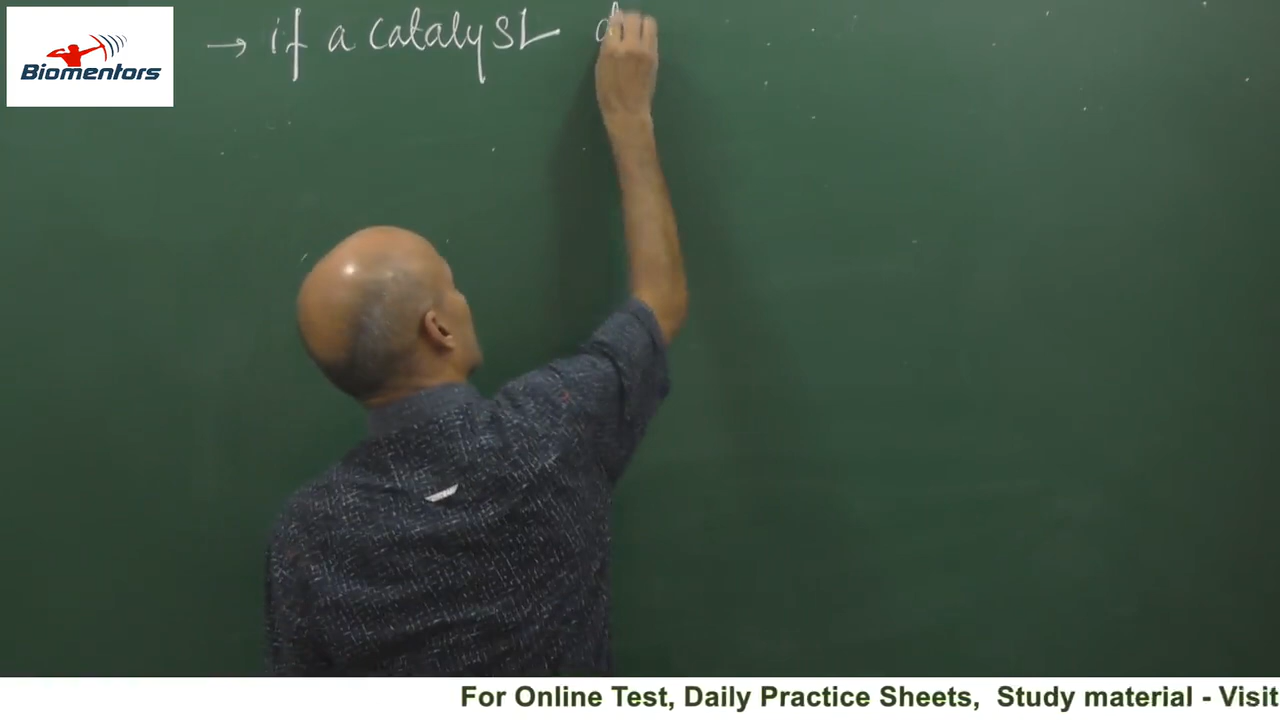 Biomentors
→ if a catalyst d
For Online Test, Daily Practice Sheets, Study material - Visit